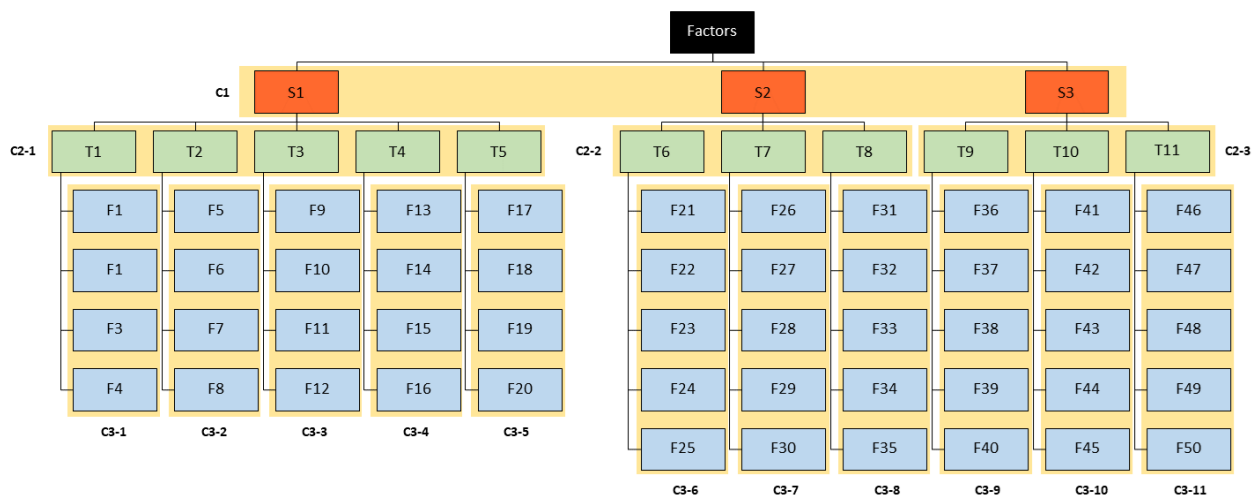 Factors
C1 S1 S2 S3
C2-1 T1 T2 T3 T4 T5 C2-2 T6 T7 T8 T9 T10 T11 C2-3
F1 F5 F9 F13 F17 F21 F26 F31 F36 F41 F46
F1 F6 F10 F14 F18 F22 F27 F32 F37 F42 F47
F3 F7 F11 F15 F19 F23 F28 F33 F38 F43 F48
F4 F8 F12 F16 F20 F24 F29 F34 F39 F44 F49
C3-1 C3-2 C3-3 C3-4 C3-5 F25 F30 F35 F40 F45 F50
C3-6 C3-7 C3-8 C3-9 C3-10 C3-11